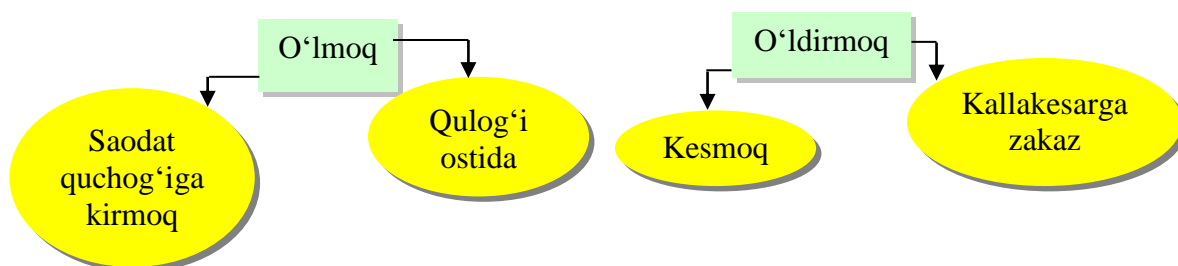 O‘lmoq
O‘ldirmoq
Saodat
quchog‘iga
kirmoq
Qulog‘i
ostida
Kesmoq
Kallakesarga
zakaz